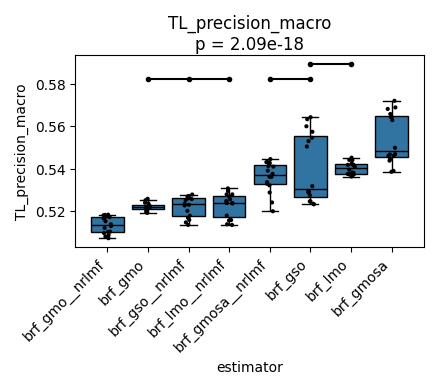 TL_precision_macro
p = 2.09e-18
TL_precision_macro
0.58
0.56
0.54
0.52
brf_gmo__nrlmf
brf_gmo
brf_gso__nrlmf
brf_lmo__nrlmf
brf_gmosa__nrlmf
brf_gso
brf_lmo
brf_gmosa
estimator